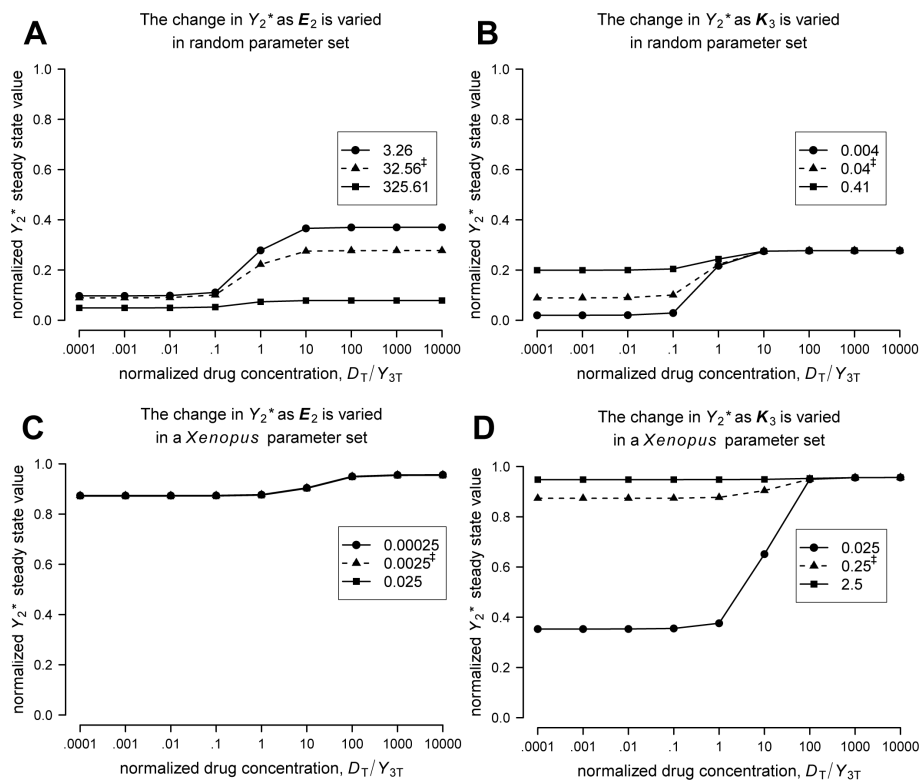 A
The change in Y2* as E2 is varied
in random parameter set
normalized Y2* steady state value
1.0
0.8
0.6
0.4
0.2
0.0
3.26
32.56‡
325.61
.0001 .001 .01 .1 1 10 100 1000 10000
normalized drug concentration, DT/Y3T
B
The change in Y2* as K3 is varied
in random parameter set
normalized Y2* steady state value
1.0
0.8
0.6
0.4
0.2
0.0
0.004
0.04‡
0.41
.0001 .001 .01 .1 1 10 100 1000 10000
normalized drug concentration, DT/Y3T
C
The change in Y2* as E2 is varied
in a Xenopus parameter set
normalized Y2* steady state value
1.0
0.8
0.6
0.4
0.2
0.0
0.00025
0.0025‡
0.025
.0001 .001 .01 .1 1 10 100 1000 10000
normalized drug concentration, DT/Y3T
D
The change in Y2* as K3 is varied
in a Xenopus parameter set
normalized Y2* steady state value
1.0
0.8
0.6
0.4
0.2
0.0
0.025
0.25‡
2.5
.0001 .001 .01 .1 1 10 100 1000 10000
normalized drug concentration, DT/Y3T